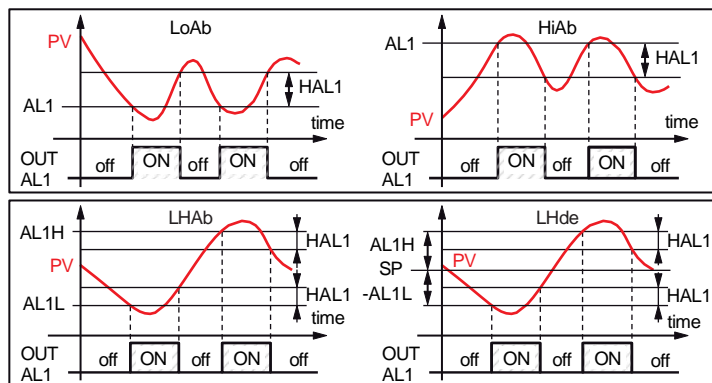 PV
LoAb
HAL1
AL1
time
OUT
AL1
off ON off ON off
HiAb
AL1
HAL1
PV
time
OUT
AL1
off ON off ON off
LHAb
AL1H
HAL1
PV
AL1L
HAL1
time
OUT
AL1
off ON off ON off
LHde
AL1H
HAL1
PV
SP
-AL1L
HAL1
time
OUT
AL1
off ON off ON off